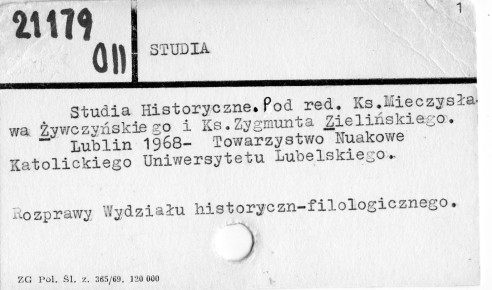 1
21179
011
STUDIA
Studia Historyczne. Pod red. Ks.Mieczysła-
wa Żywczyńskiego i Ks.Zygmunta Zielińskiego.
Lublin 1968- Towarzystwo Nuakowe
Katolickiego Uniwersytetu Lubelskiego.
Rozprawy Wydziału historyczn-filologicznego.
ZG Pol. Śl. z. 365/69, 120 000